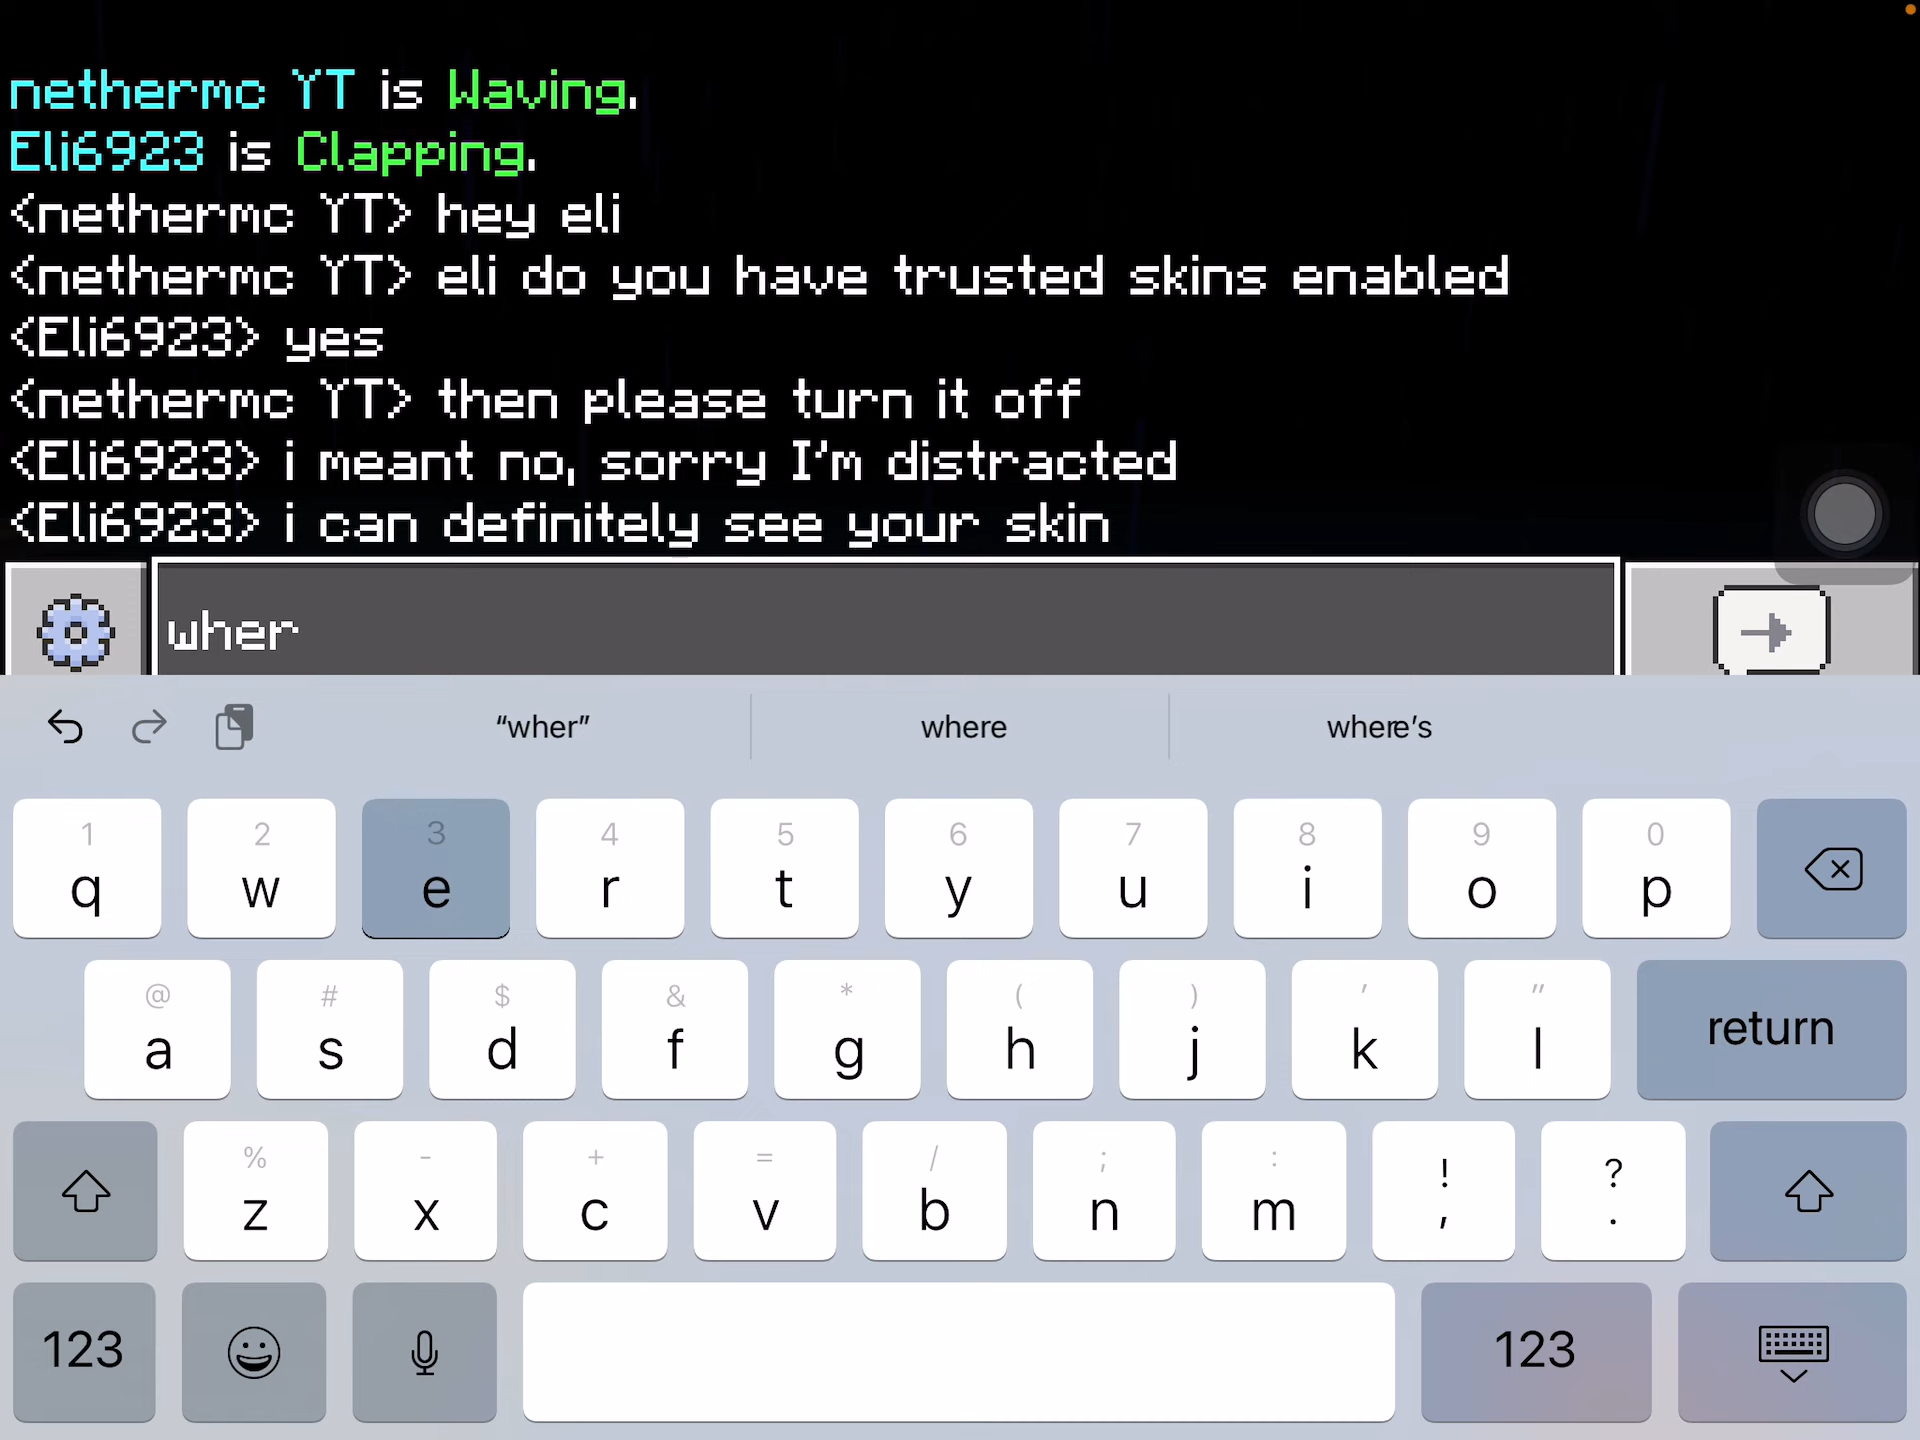 nethermc YT is Waving.
Eli6923 is Clapping.
<nethermc YT> hey eli
<nethermc YT> eli do you have trusted skins enabled
<Eli6923> yes
<nethermc YT> then please turn it off
<Eli6923> i meant no, sorry I'm distracted
<Eli6923> i can definitely see your skin
wher
“wher” where where's
1 2 3 4 5 6 7 8 9 0
q w e r t y u i o p
@ # $ & * ( ) ' "
a s d f g h j k l return
% - + = / ; : ! ?
z x c v b n m , .
123 123